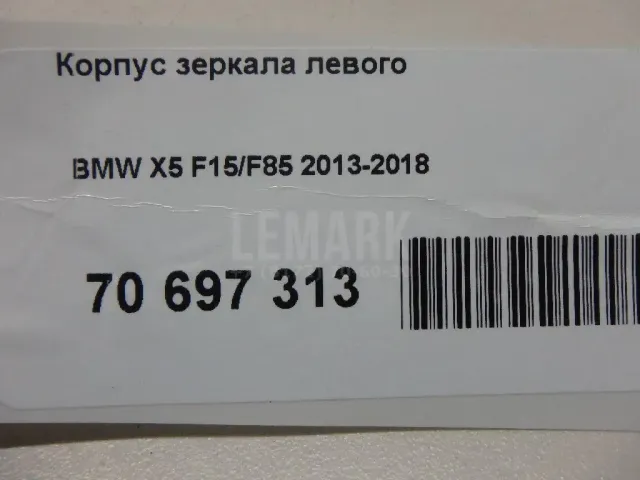 Корпус зеркала левого
BMW X5 F15/F85 2013-2018
LEMARK
70 697 313